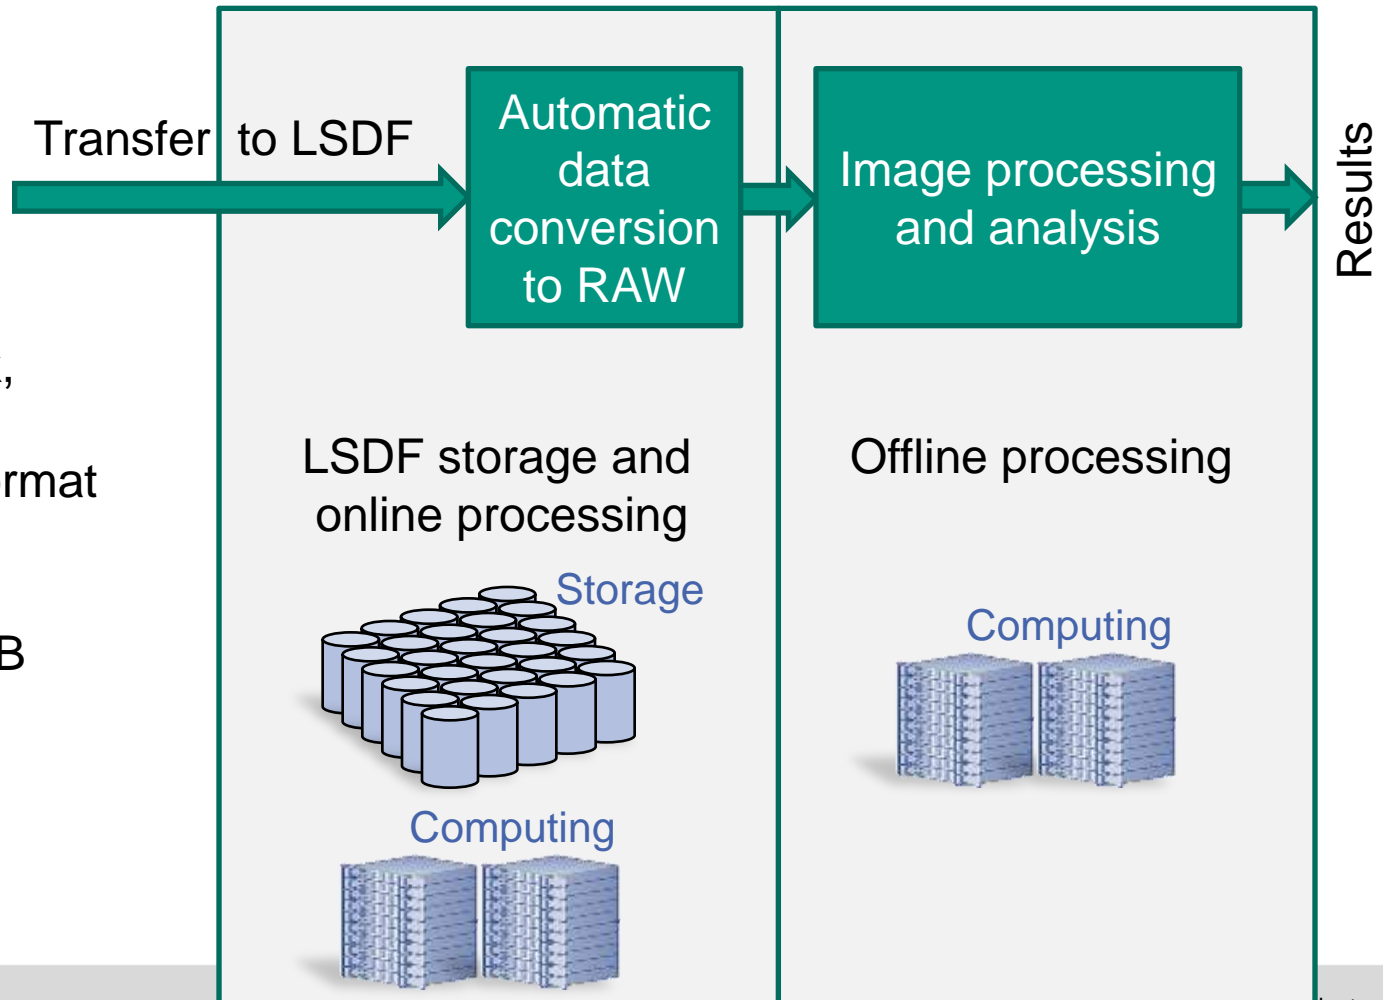 Transfer to LSDF
Automatic
data
conversion
to RAW
Image processing
and analysis
Results
LSDF storage and
online processing
Storage
Computing
Offline processing
Computing